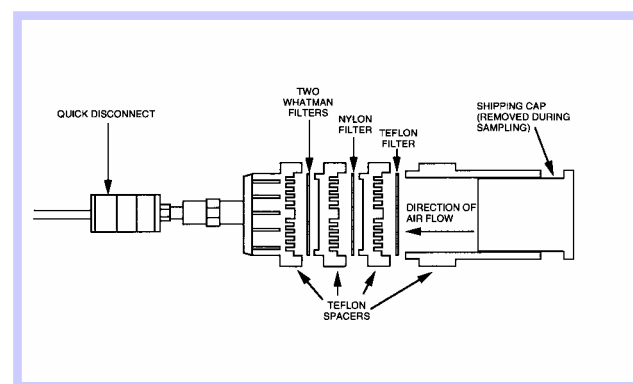 QUICK DISCONNECT
TWO
WHATMAN
FILTERS
NYLON
FILTER
TEFLON
FILTER
SHIPPING CAP
(REMOVED DURING
SAMPLING)
DIRECTION OF
AIR FLOW
TEFLON
SPACERS